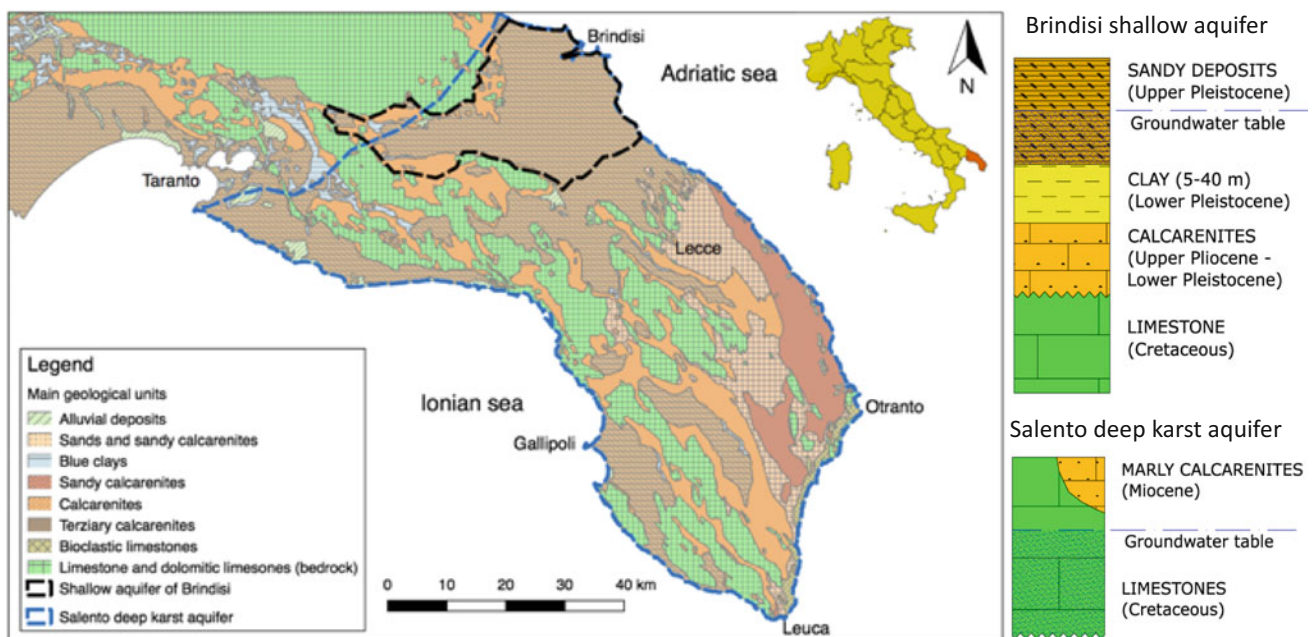 Brindisi
Adriatic sea
N
Taranto
Lecce
Ionian sea
Otranto
Gallipoli
Leuca
Legend
Main geological units
Alluvial deposits
Sands and sandy calcarenites
Blue clays
Sandy calcarenites
Calcarenites
Terziary calcarenites
Bioclastic limestones
Limestone and dolomitic limesones (bedrock)
Shallow aquifer of Brindisi
Salento deep karst aquifer
0 10 20 30 40 km
Brindisi shallow aquifer
SANDY DEPOSITS
(Upper Pleistocene)
Groundwater table
CLAY (5-40 m)
(Lower Pleistocene)
CALCARENITES
(Upper Pliocene -
Lower Pleistocene)
LIMESTONE
(Cretaceous)
Salento deep karst aquifer
MARLY CALCARENITES
(Miocene)
Groundwater table
LIMESTONES
(Cretaceous)